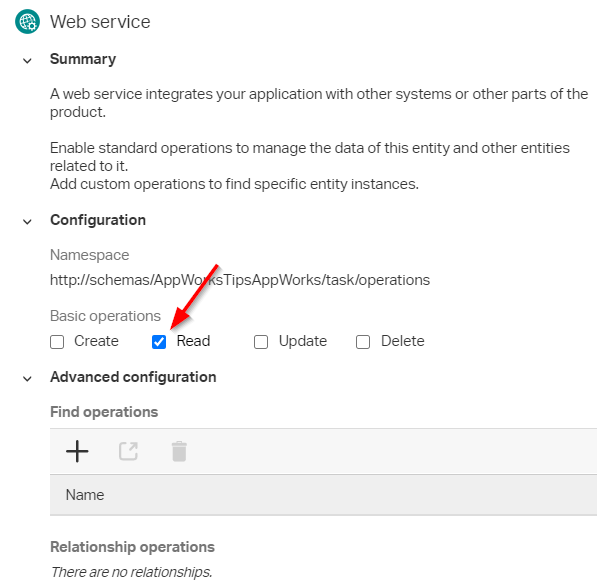 Web service
Summary
A web service integrates your application with other systems or other parts of the
product.
Enable standard operations to manage the data of this entity and other entities
related to it.
Add custom operations to find specific entity instances.
Configuration
Namespace
http://schemas/AppWorksTipsAppWorks/task/operations
Basic operations
Create Read Update Delete
Advanced configuration
Find operations
Name
Relationship operations
There are no relationships.